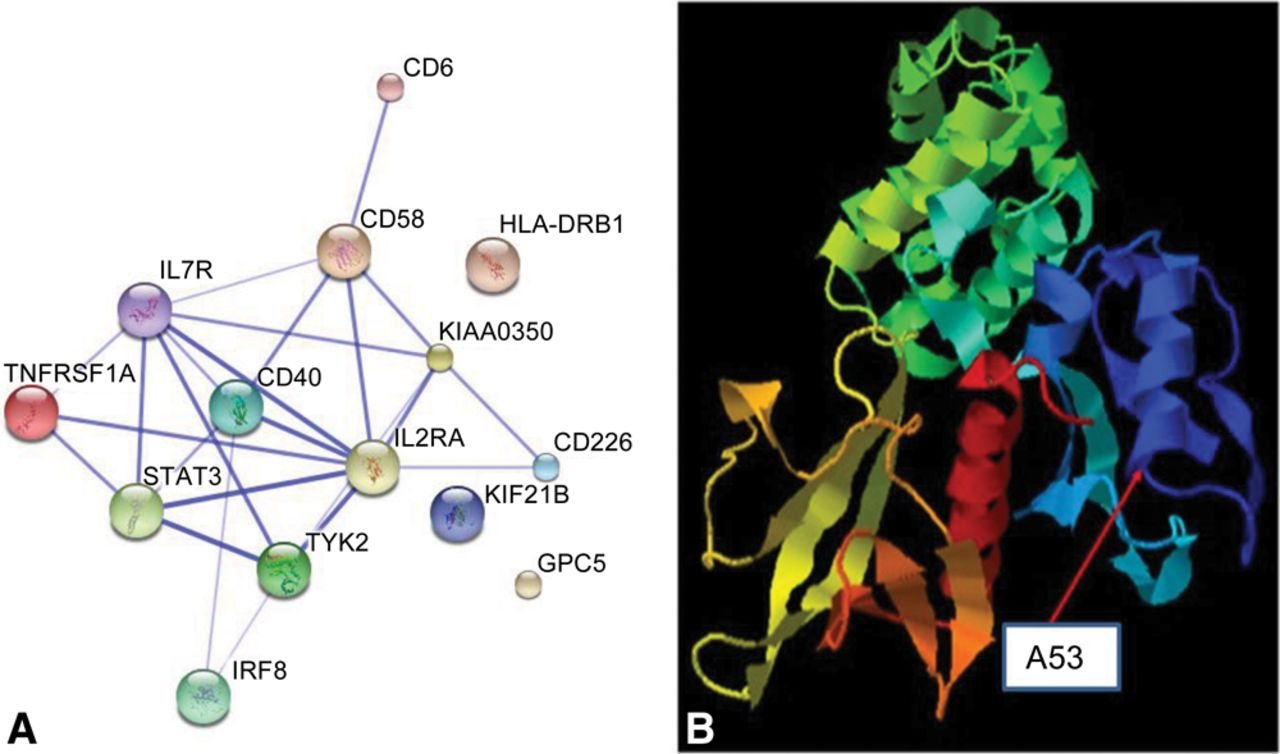 CD6
CD58
HLA-DRB1
IL7R
KIAA0350
TNFRSF1A
CD40
IL2RA
CD226
STAT3
KIF21B
TYK2
GPC5
IRF8
A
A53
B